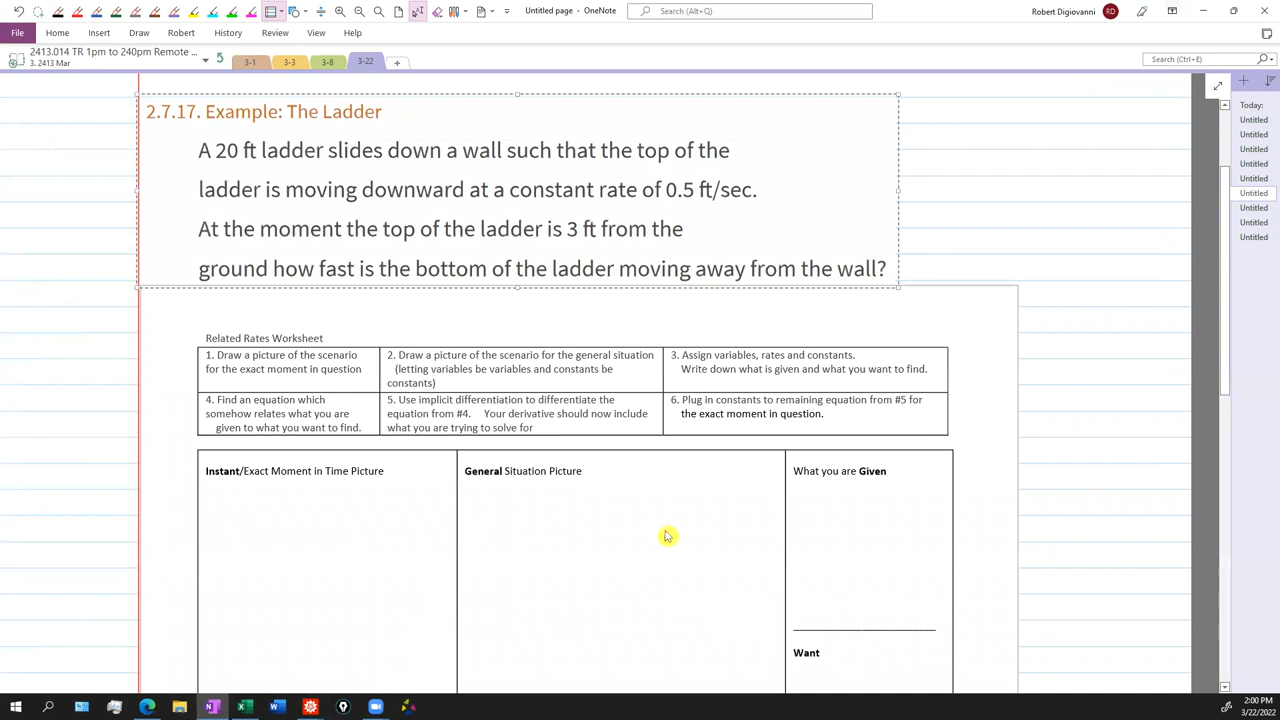 Untitled page - OneNote
Search (Alt+Q)
Robert Digiovanni
RD
File
Home
Insert
Draw
Robert
History
Review
View
Help
2413.014 TR 1pm to 240pm Remote ...
3. 2413 Mar
3-1
3-3
3-8
3-22
Search (Ctrl+E)
2.7.17. Example: The Ladder
A 20 ft ladder slides down a wall such that the top of the
ladder is moving downward at a constant rate of 0.5 ft/sec.
At the moment the top of the ladder is 3 ft from the
ground how fast is the bottom of the ladder moving away from the wall?
Related Rates Worksheet
1. Draw a picture of the scenario
for the exact moment in question
2. Draw a picture of the scenario for the general situation
(letting variables be variables and constants be
constants)
3. Assign variables, rates and constants.
Write down what is given and what you want to find.
4. Find an equation which
somehow relates what you are
given to what you want to find.
5. Use implicit differentiation to differentiate the
equation from #4. Your derivative should now include
what you are trying to solve for
6. Plug in constants to remaining equation from #5 for
the exact moment in question.
Instant/Exact Moment in Time Picture
General Situation Picture
What you are Given
Want
Today:
Untitled
Untitled
Untitled
Untitled
Untitled
Untitled
Untitled
Untitled
Untitled
2:00 PM
3/22/2022